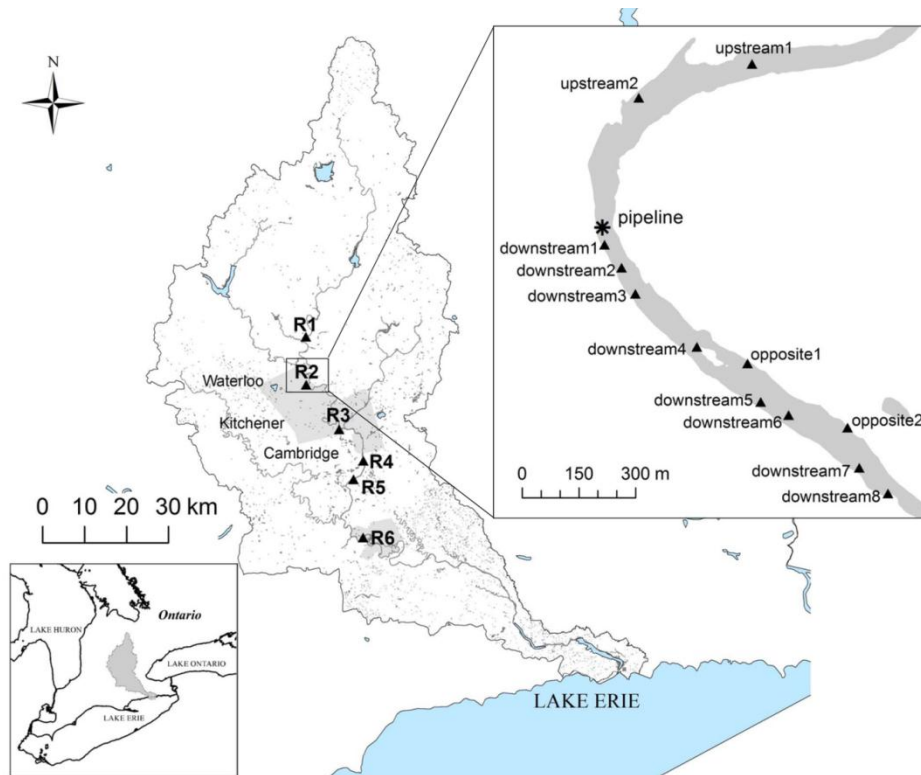 N
upstream1
upstream2
pipeline
downstream1
downstream2
downstream3
downstream4
opposite1
downstream5
downstream6
opposite2
downstream7
downstream8
0 150 300 m
R1
R2
Waterloo
R3
Kitchener
Cambridge
R4
R5
R6
0 10 20 30 km
Ontario
LAKE HURON
LAKE ONTARIO
LAKE ERIE
LAKE ERIE